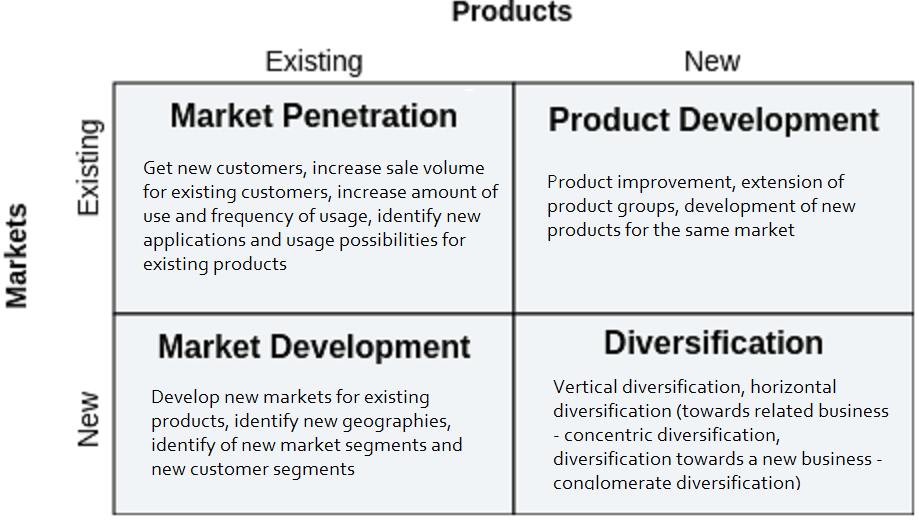 Products
Existing
New
Markets
Existing
Market Penetration
Get new customers, increase sale volume
for existing customers, increase amount of
use and frequency of usage, identify new
applications and usage possibilities for
existing products
Product Development
Product improvement, extension of
product groups, development of new
products for the same market
New
Market Development
Develop new markets for existing
products, identify new geographies,
identify of new market segments and
new customer segments
Diversification
Vertical diversification, horizontal
diversification (towards related business
- concentric diversification,
diversification towards a new business -
conglomerate diversification)